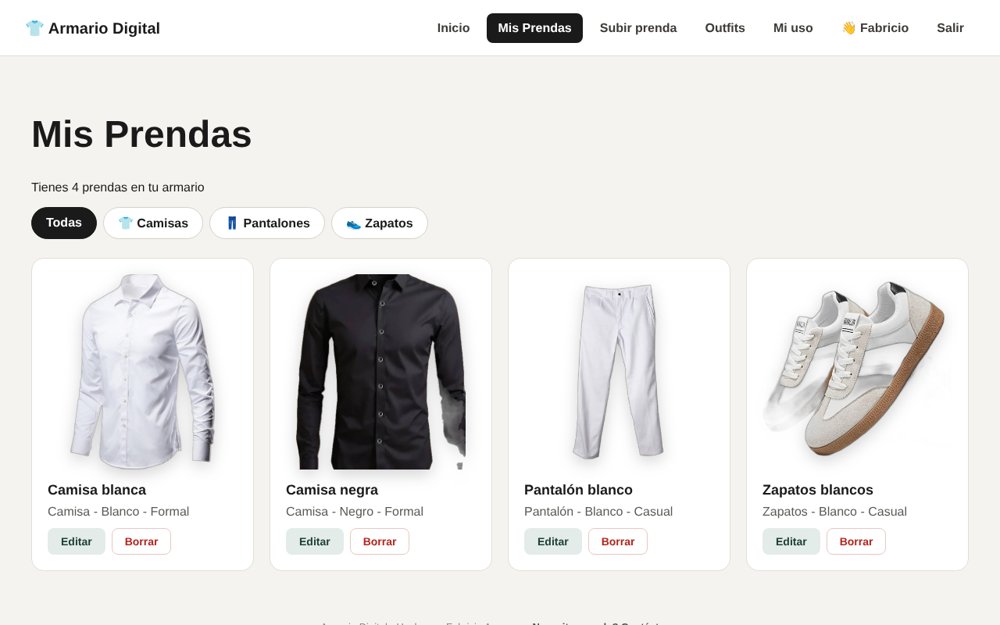 Armario Digital
Inicio
Mis Prendas
Subir prenda
Outfits
Mi uso
👋 Fabricio
Salir
Mis Prendas
Tienes 4 prendas en tu armario
Todas
Camisas
Pantalones
Zapatos
Camisa blanca
Camisa - Blanco - Formal
Editar
Borrar
Camisa negra
Camisa - Negro - Formal
Editar
Borrar
Pantalón blanco
Pantalón - Blanco - Casual
Editar
Borrar
Zapatos blancos
Zapatos - Blanco - Casual
Editar
Borrar